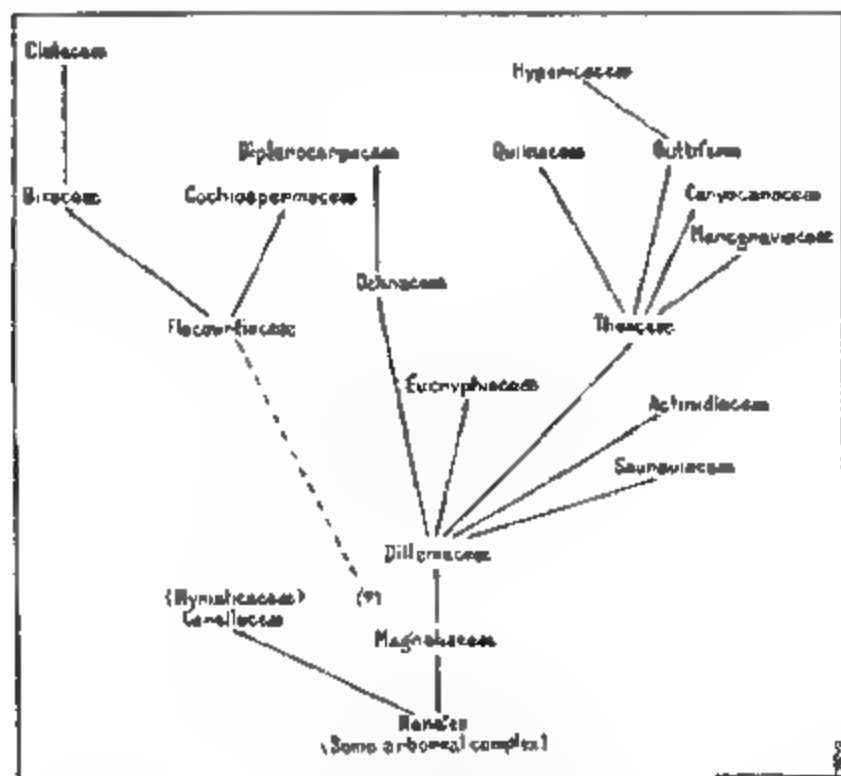 Cistaceae
Hypericaceae
Dipterocarpaceae
Quiinaceae
Guttiferae
Bixaceae
Cochlospermaceae
Caryocaraceae
Marcgraviaceae
Ochnaceae
Flacourtiaceae
Theaceae
Eucryphiaceae
Actinidiaceae
Saurauiaceae
Dilleniaceae
(?)
Canellaceae
Magnoliaceae
Ranales
(Some arboreal complex)